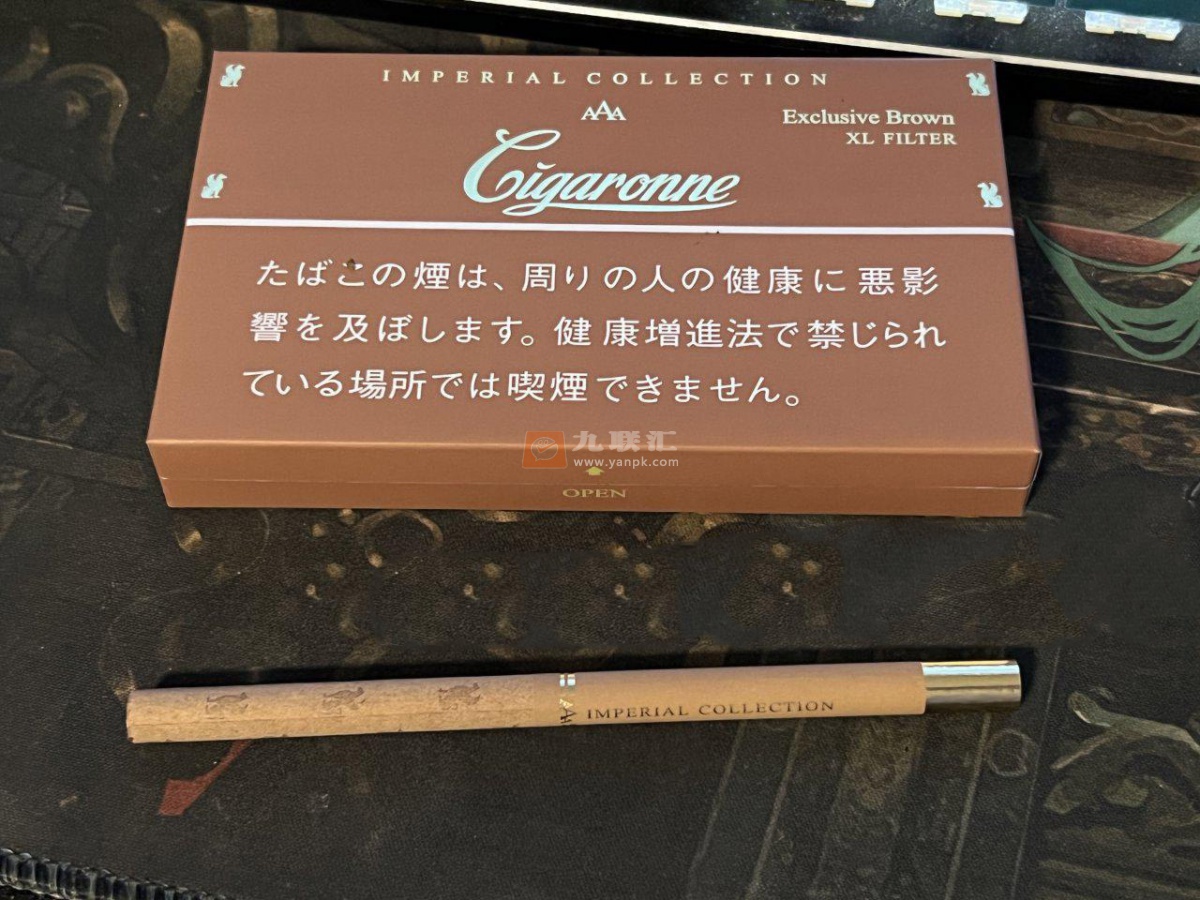 IMPERIAL COLLECTION
AAA
Exclusive Brown
XL FILTER
Cigaronne
たばこの煙は、周りの人の健康に悪影
響を及ぼします。健康増進法で禁じられ
ている場所では喫煙できません。
九联汇
www.yanpk.com
OPEN
AAA IMPERIAL COLLECTION